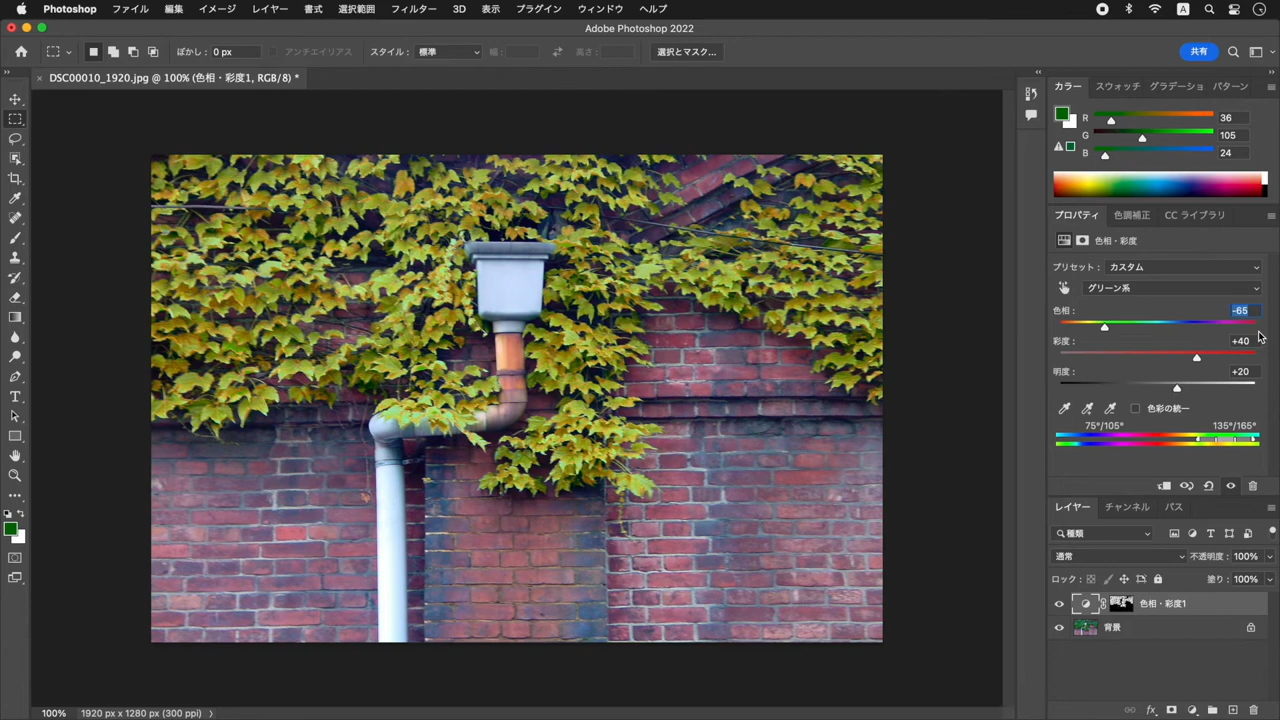 Photoshop ファイル 編集 イメージ レイヤー 書式 選択範囲 フィルター 3D 表示 プラグイン ウィンドウ ヘルプ A
Adobe Photoshop 2022
ぼかし: 0 px アンチエイリアス スタイル: 標準 幅: 高さ: 選択とマスク... 共有
× DSC00010_1920.jpg @ 100% (色相・彩度1, RGB/8) *
カラー スウォッチ グラデーショ パターン
R 36
G 105
B 24
プロパティ 色調補正 CC ライブラリ
色相・彩度
プリセット: カスタム
グリーン系
色相: -65
彩度: +40
明度: +20
色彩の統一
75°/105° 135°/165°
レイヤー チャンネル パス
種類
通常 不透明度: 100%
ロック: 塗り: 100%
色相・彩度1
背景
fx
100% 1920 px x 1280 px (300 ppi)